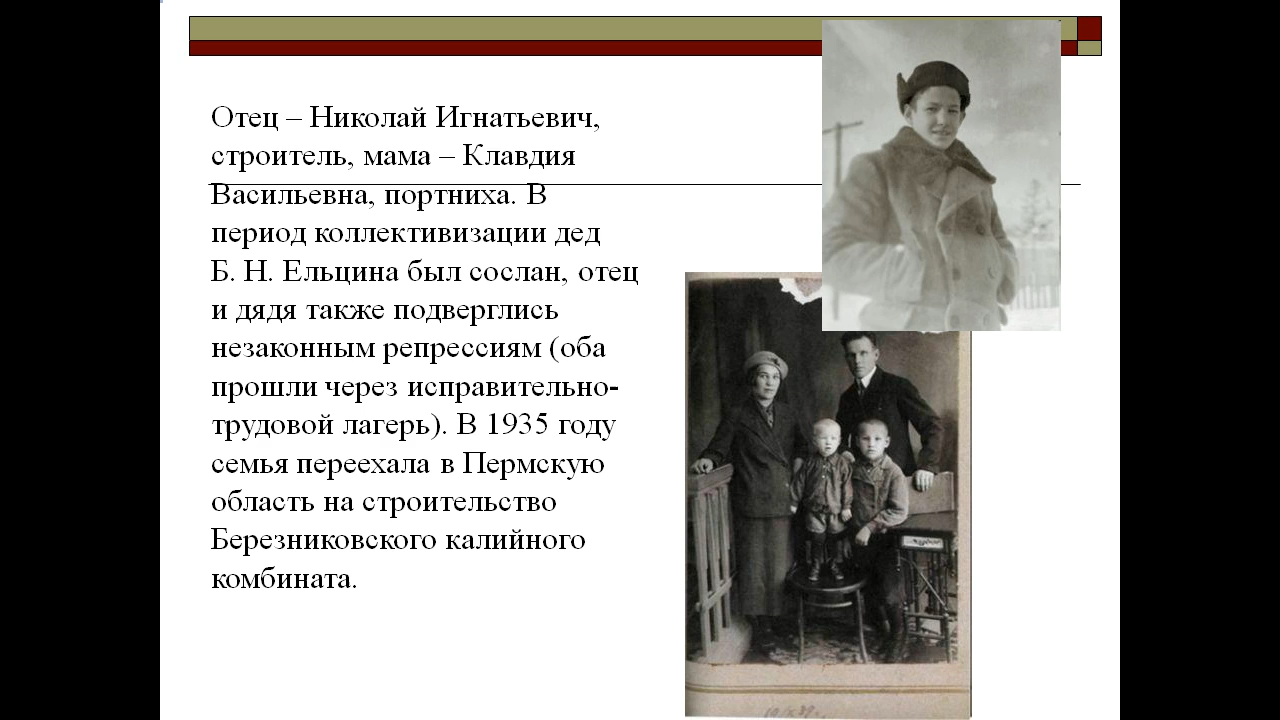 Отец – Николай Игнатьевич,
строитель, мама – Клавдия
Васильевна, портниха. В
период коллективизации дед
Б. Н. Ельцина был сослан, отец
и дядя также подверглись
незаконным репрессиям (оба
прошли через исправительно-
трудовой лагерь). В 1935 году
семья переехала в Пермскую
область на строительство
Березниковского калийного
комбината.